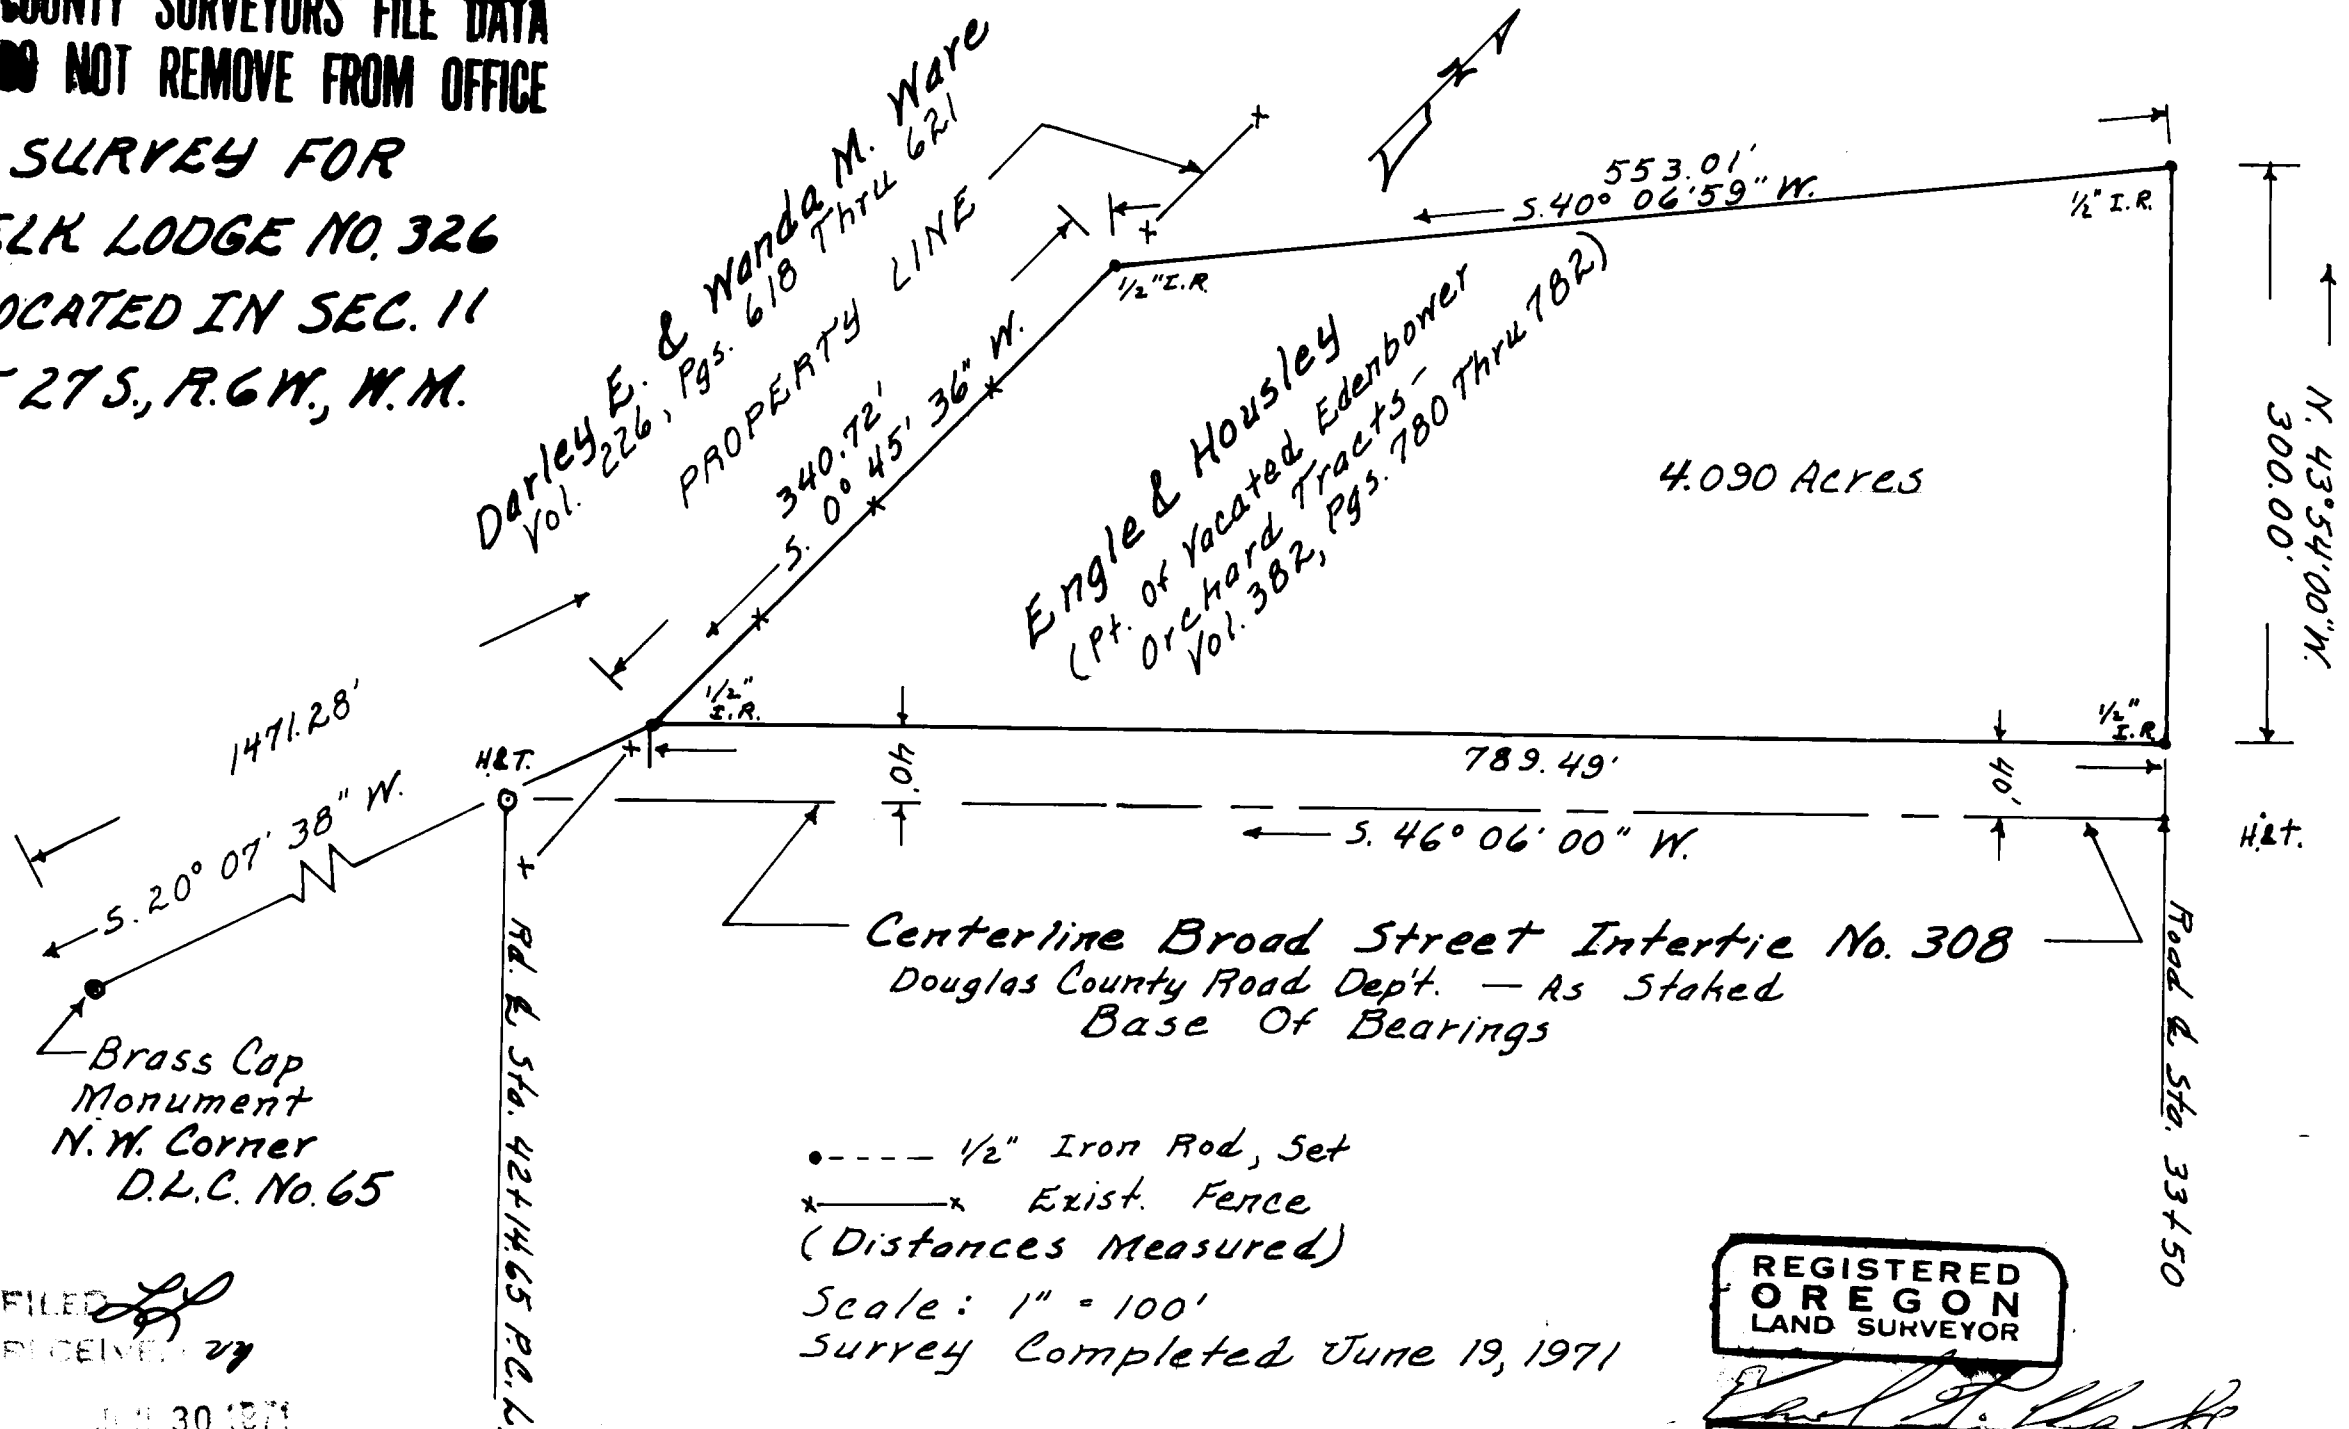 COUNTY SURVEYORS FILE DATA
DO NOT REMOVE FROM OFFICE
SURVEY FOR
ELK LODGE NO. 326
LOCATED IN SEC. 11
T 27 S., R. 6 W., W. M.
Darley E. & Wanda M. Ware
Vol. 226, Pgs. 618 Thru 621
PROPERTY LINE
340.72'
S. 0° 45' 36" W.
N
553.01'
S. 40° 06' 59" W.
1/2" I.R.
1/2" I.R.
Engle & Housley
(Pt. Of Vacated Edenbower
Orchard Tracts -
Vol. 382, Pgs. 780 Thru 782)
4.090 Acres
N. 43° 54' 00" W.
300.00'
1/2"
I.R.
1/2"
I.R.
1471.28'
S. 20° 07' 38" W.
H&T.
40'
789.49'
40'
S. 46° 06' 00" W.
H&T.
Centerline Broad Street Intertie No. 308
Douglas County Road Dep't. — As Staked
Base Of Bearings
Brass Cap
Monument
N.W. Corner
D.L.C. No. 65
Rd. ₵ Sta. 42+14.65 P.C.L.
Road ₵ Sta. 33+50
1/2" Iron Rod, Set
x———x Exist. Fence
(Distances Measured)
Scale: 1" = 100'
Survey Completed June 19, 1971
FILED
RECEIVED
30 1971
REGISTERED
OREGON
LAND SURVEYOR